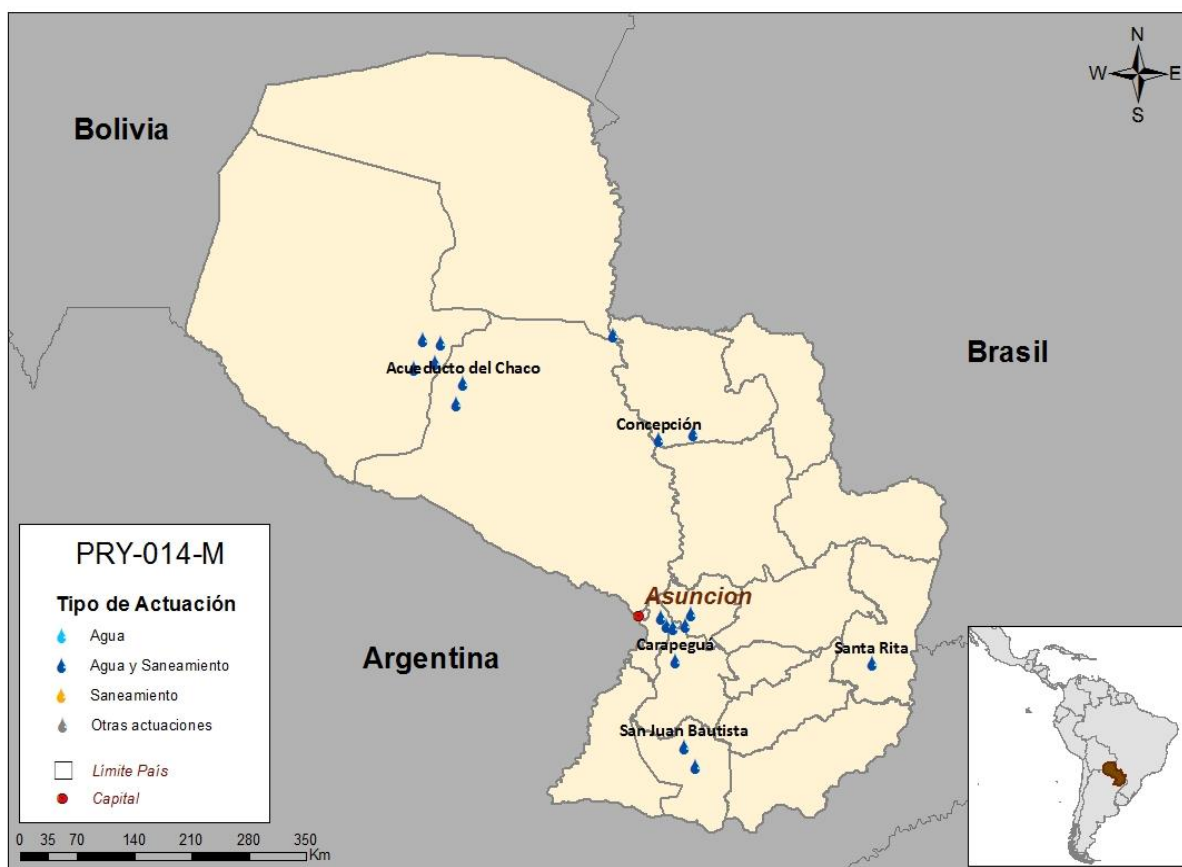 N
W E
S
Bolivia
Brasil
Acueducto del Chaco
Concepción
Asuncion
Carapeguá
Santa Rita
Argentina
San Juan Bautista
PRY-014-M
Tipo de Actuación
Agua
Agua y Saneamiento
Saneamiento
Otras actuaciones
Límite País
Capital
0 35 70 140 210 280 350
Km